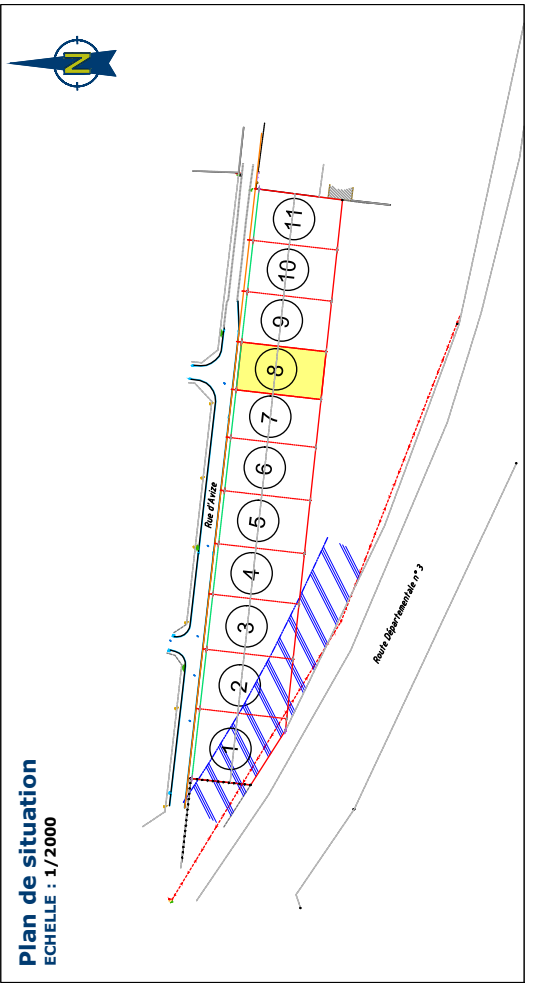 Plan de situation
ECHELLE : 1/2000
N
Rue d'Avize
1
2
3
4
5
6
7
8
9
10
11
Route Départementale n° 3